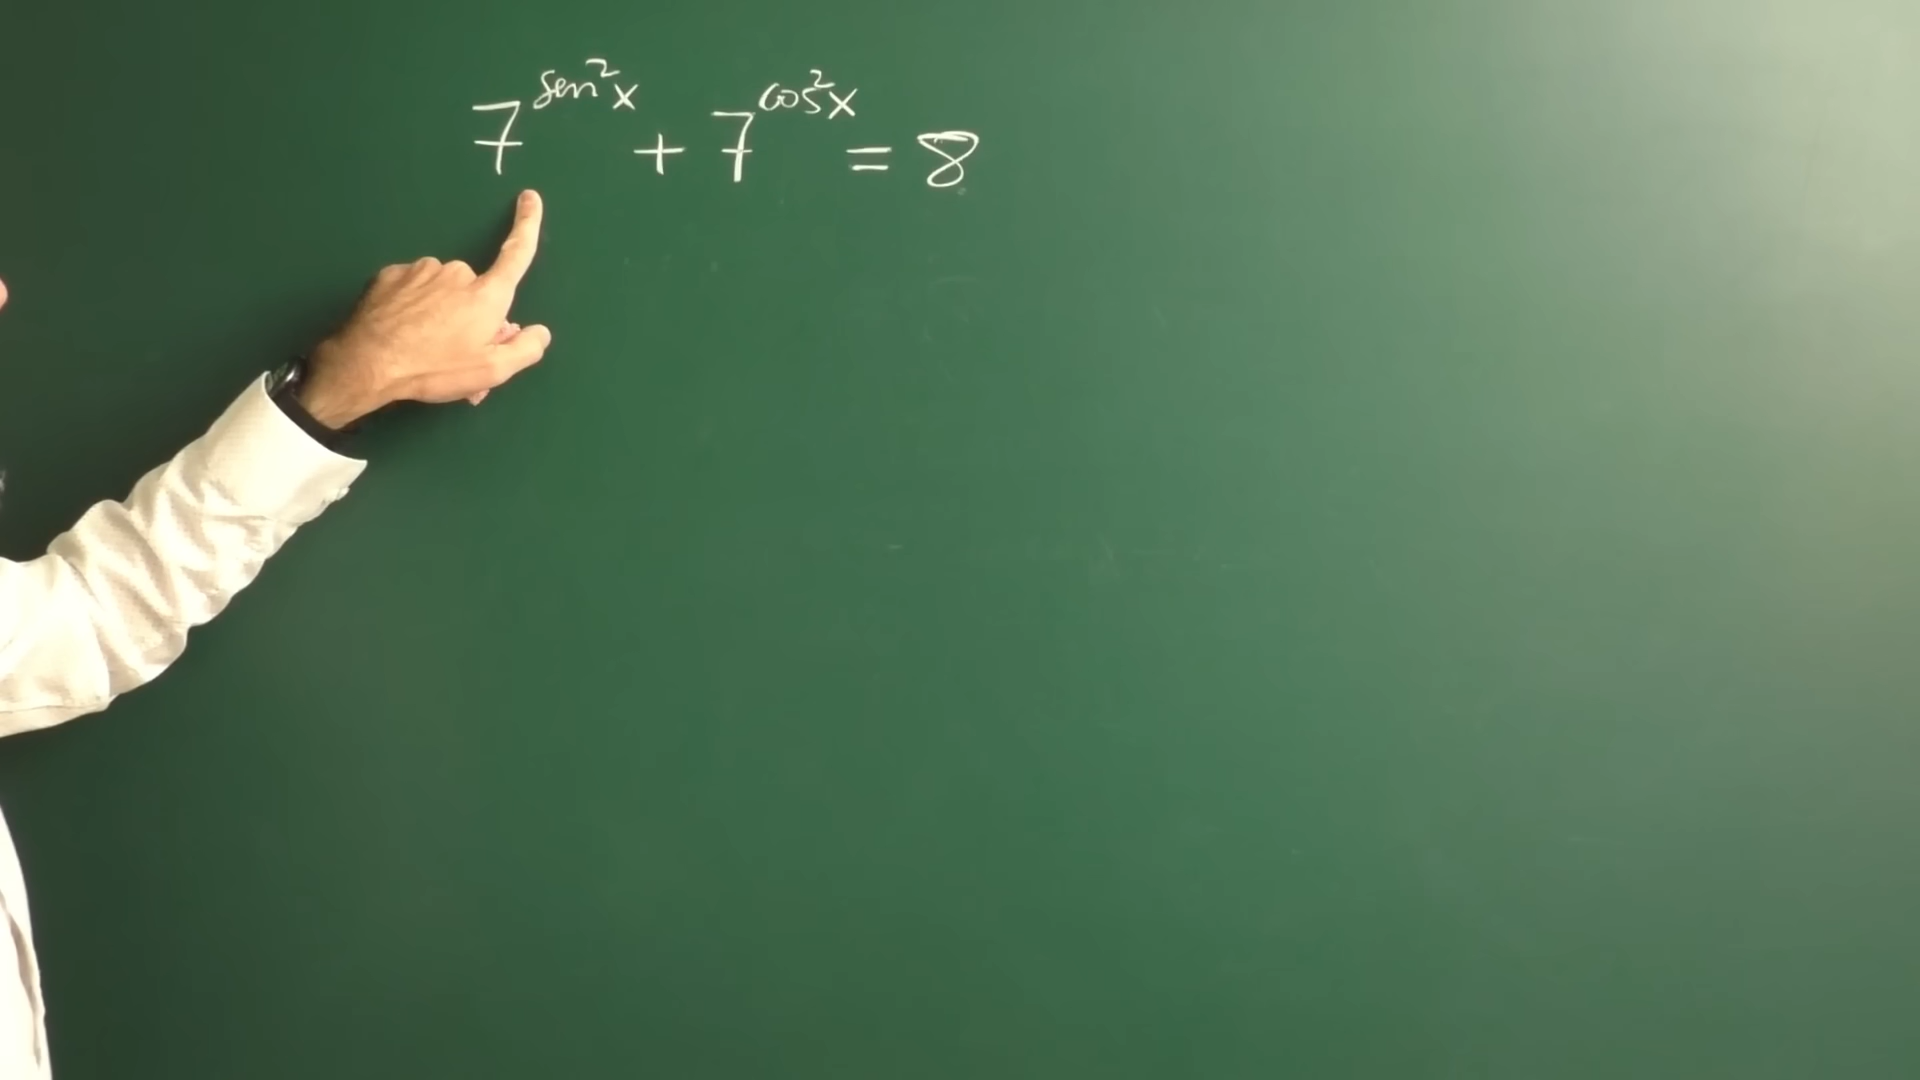 7^sen²x + 7^cos²x = 8